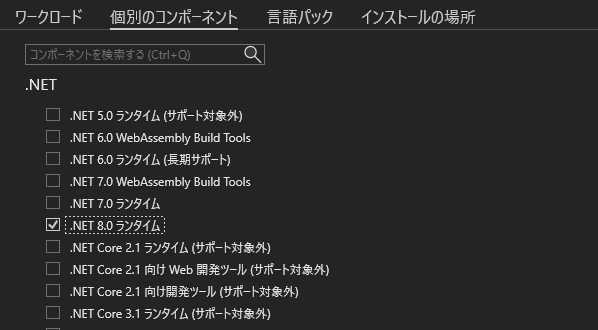 ワークロード 個別のコンポーネント 言語パック インストールの場所
コンポーネントを検索する (Ctrl+Q)
.NET
.NET 5.0 ランタイム (サポート対象外)
.NET 6.0 WebAssembly Build Tools
.NET 6.0 ランタイム (長期サポート)
.NET 7.0 WebAssembly Build Tools
.NET 7.0 ランタイム
.NET 8.0 ランタイム
.NET Core 2.1 ランタイム (サポート対象外)
.NET Core 2.1 向け Web 開発ツール (サポート対象外)
.NET Core 2.1 向け開発ツール (サポート対象外)
.NET Core 3.1 ランタイム (サポート対象外)